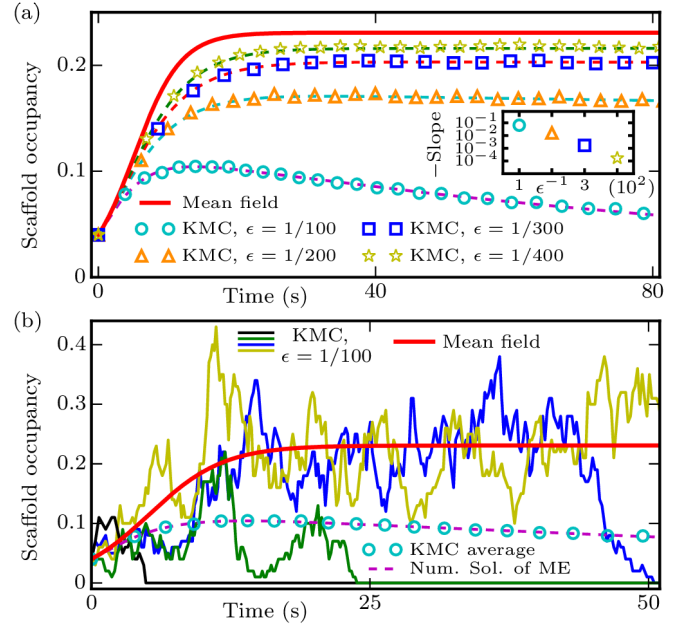 (a)
0.2
0.1
0
Scaffold occupancy
−Slope
10⁻¹
10⁻²
10⁻³
10⁻⁴
1 ϵ⁻¹ 3 (10²)
Mean field
KMC, ϵ = 1/100
KMC, ϵ = 1/300
KMC, ϵ = 1/200
KMC, ϵ = 1/400
0 40 80
Time (s)
(b)
0.4
0.3
0.2
0.1
0
Scaffold occupancy
KMC,
ϵ = 1/100
Mean field
KMC average
Num. Sol. of ME
0 25 50
Time (s)